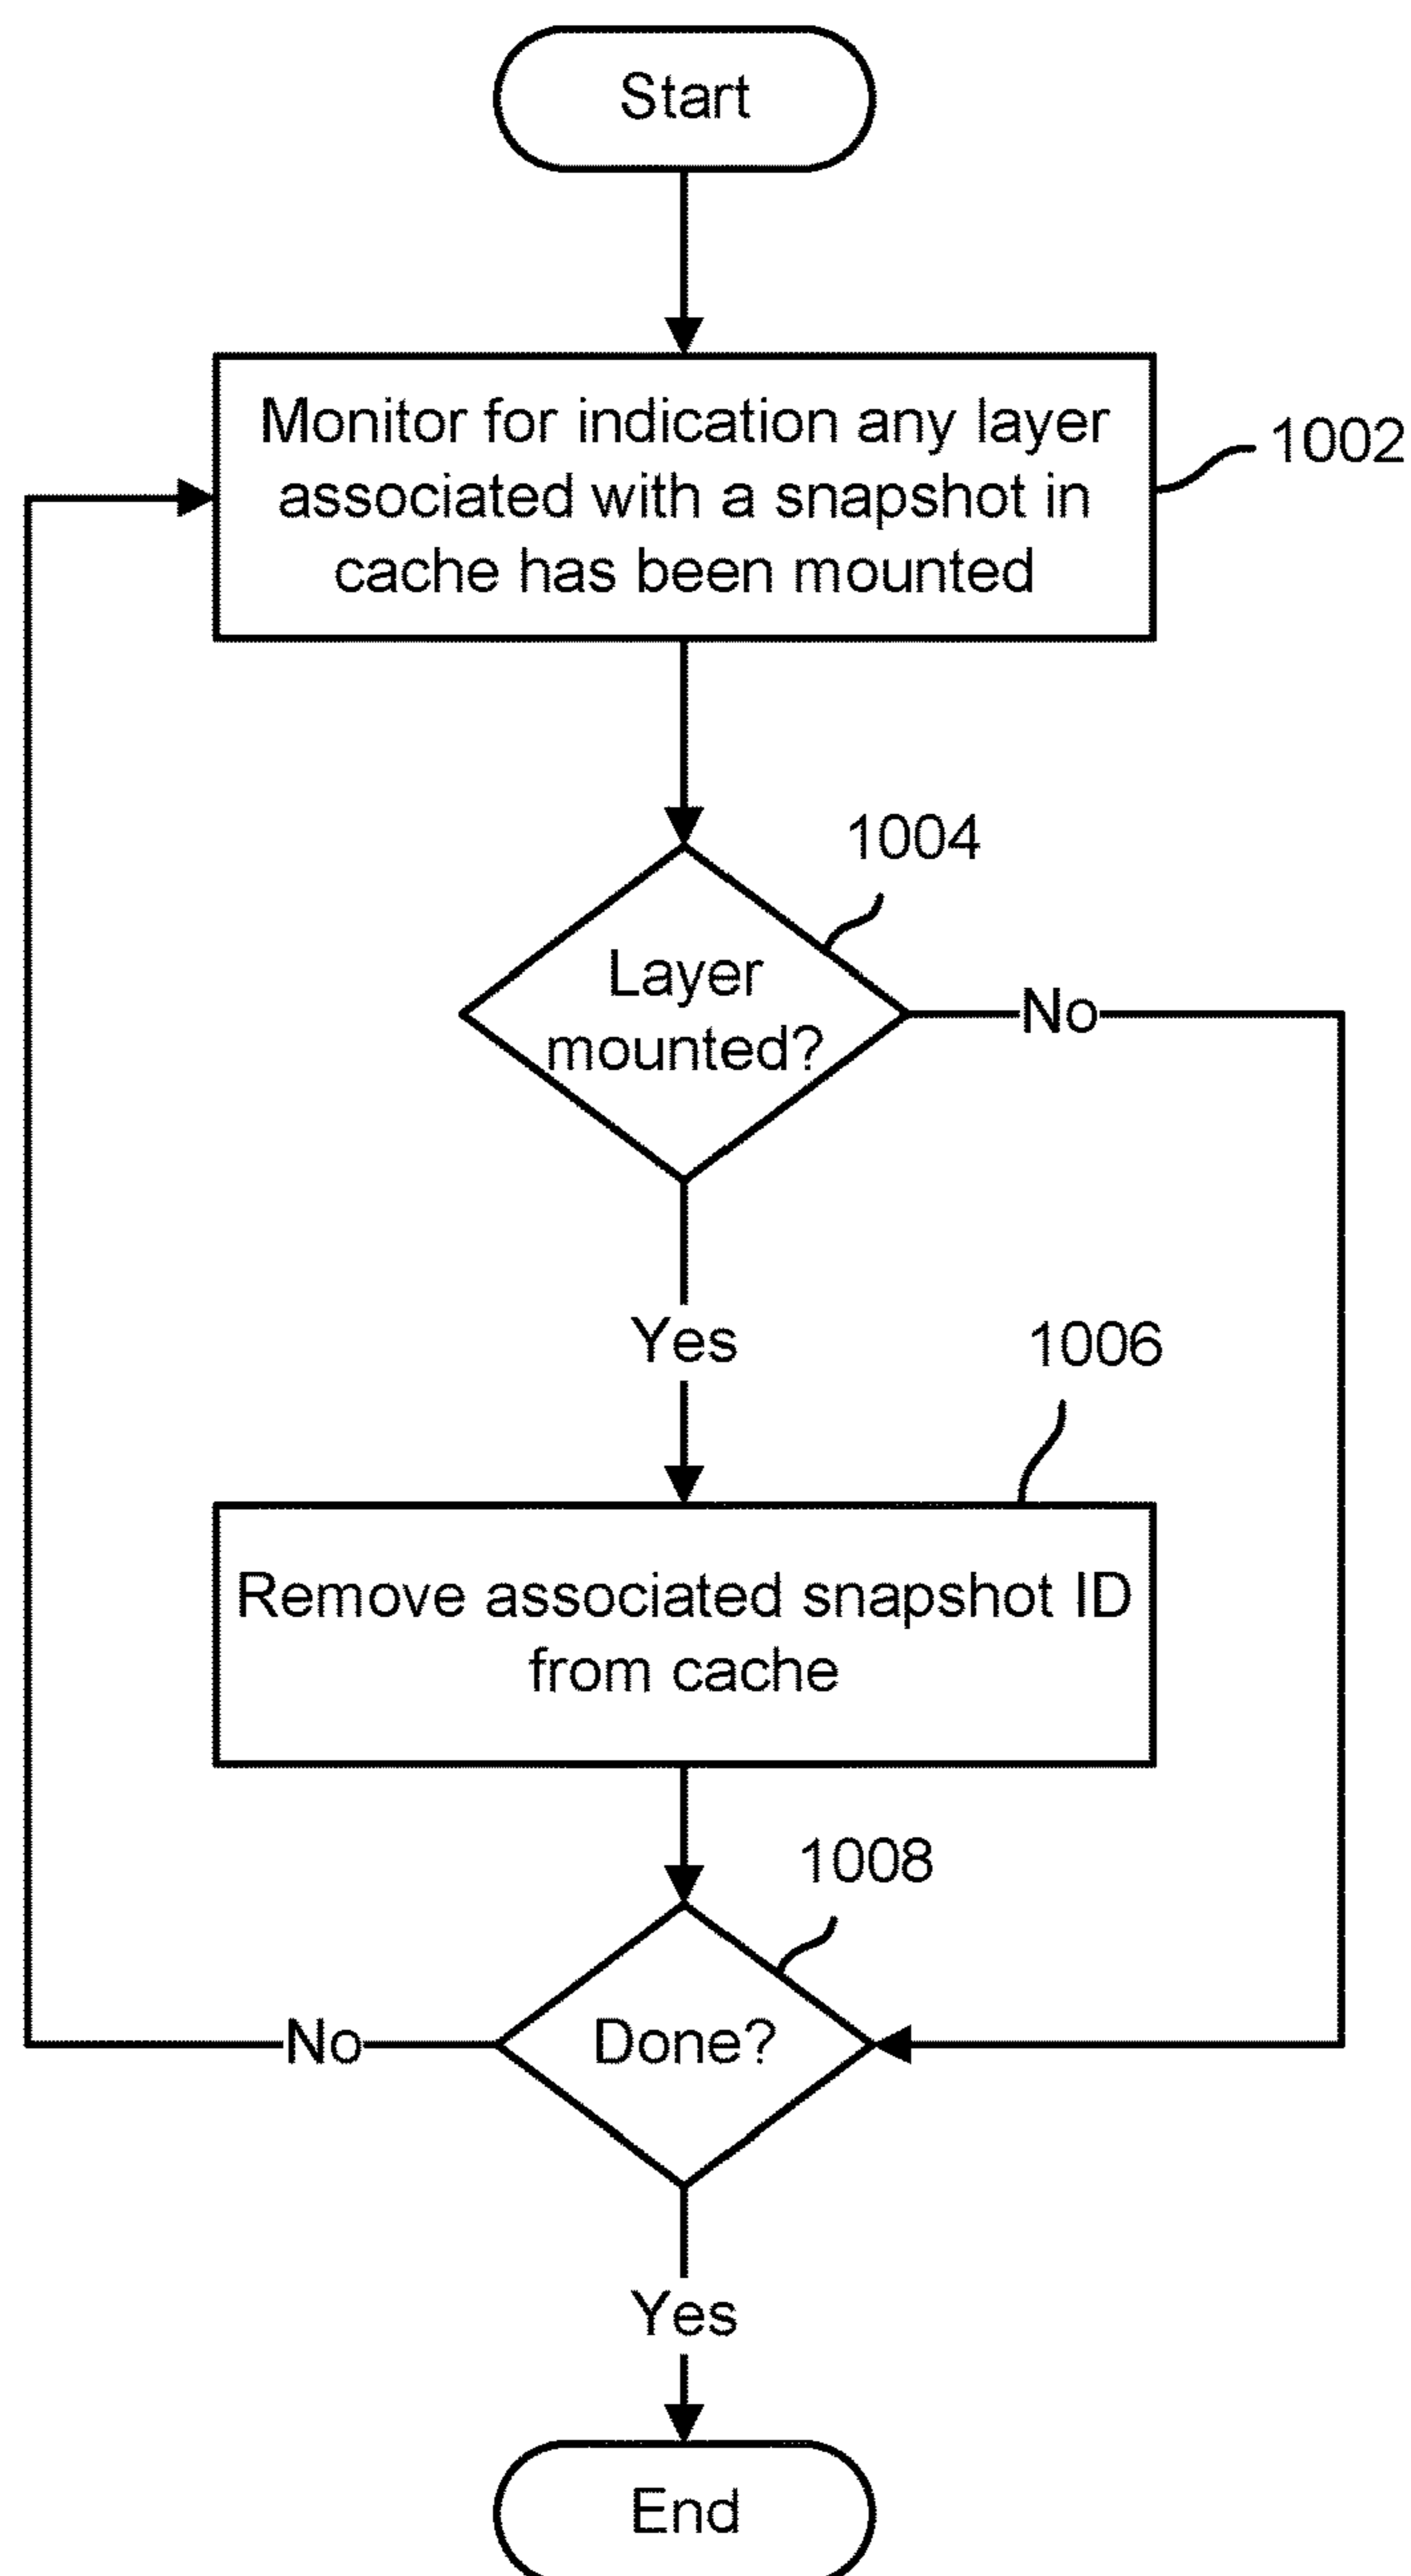 Start
Monitor for indication any layer
associated with a snapshot in
cache has been mounted
1002
1004
Layer
mounted?
No
Yes
1006
Remove associated snapshot ID
from cache
1008
Done?
No
Yes
End